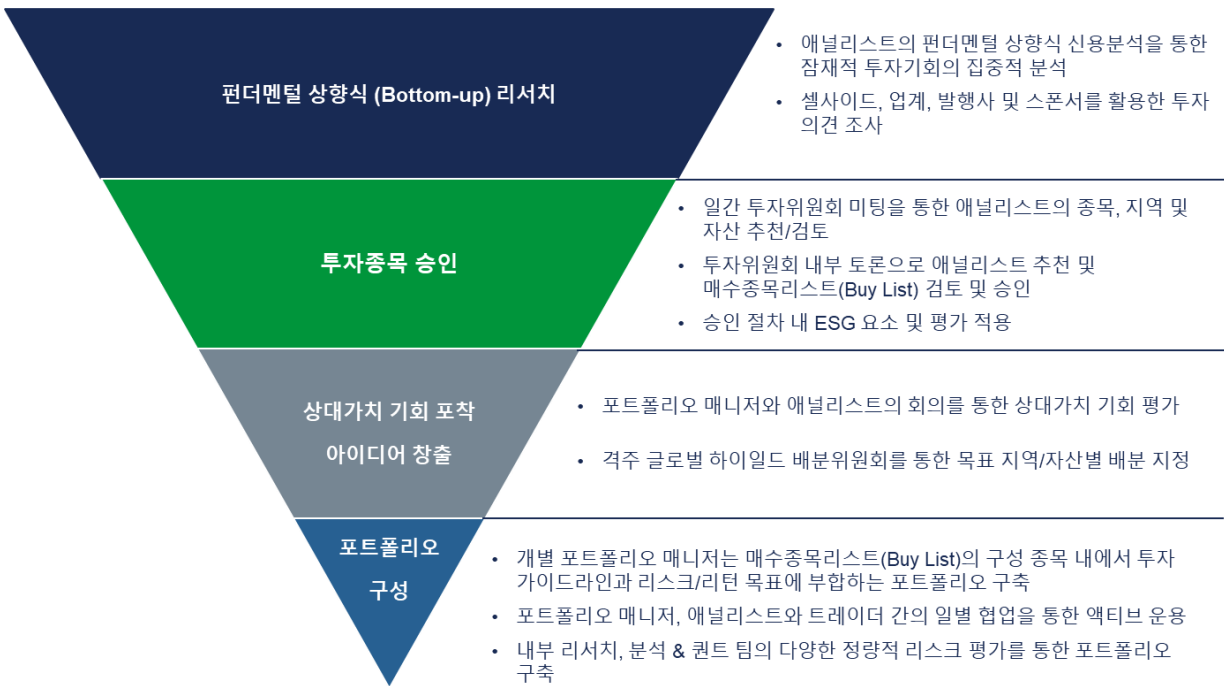 펀더멘털 상향식 (Bottom-up) 리서치
• 애널리스트의 펀더멘털 상향식 신용분석을 통한
잠재적 투자기회의 집중적 분석
• 셀사이드, 업계, 발행사 및 스폰서를 활용한 투자
의견 조사
투자종목 승인
• 일간 투자위원회 미팅을 통한 애널리스트의 종목, 지역 및
자산 추천/검토
• 투자위원회 내부 토론으로 애널리스트 추천 및
매수종목리스트(Buy List) 검토 및 승인
• 승인 절차 내 ESG 요소 및 평가 적용
상대가치 기회 포착
아이디어 창출
• 포트폴리오 매니저와 애널리스트의 회의를 통한 상대가치 기회 평가
• 격주 글로벌 하이일드 배분위원회를 통한 목표 지역/자산별 배분 지정
포트폴리오
구성
• 개별 포트폴리오 매니저는 매수종목리스트(Buy List)의 구성 종목 내에서 투자
가이드라인과 리스크/리턴 목표에 부합하는 포트폴리오 구축
• 포트폴리오 매니저, 애널리스트와 트레이더 간의 일별 협업을 통한 액티브 운용
• 내부 리서치, 분석 & 퀀트 팀의 다양한 정량적 리스크 평가를 통한 포트폴리오
구축